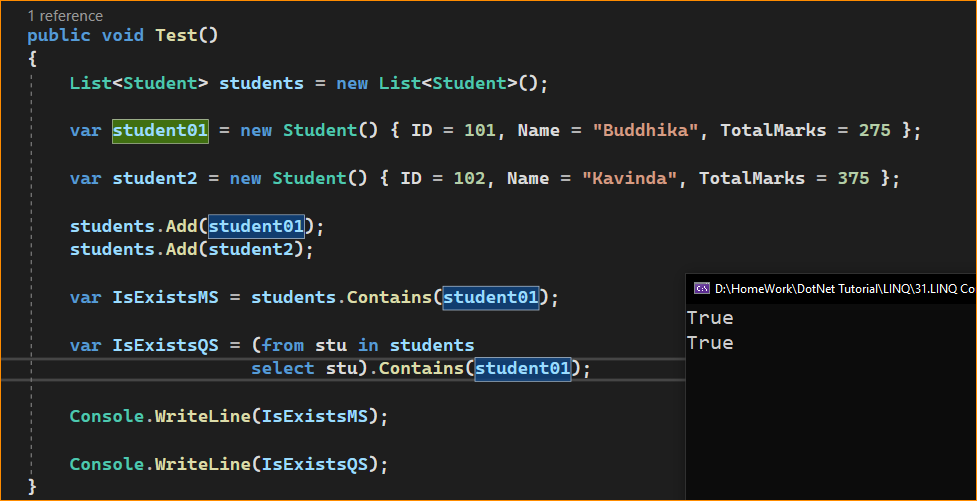 1 reference
public void Test()
{
List<Student> students = new List<Student>();
var student01 = new Student() { ID = 101, Name = "Buddhika", TotalMarks = 275 };
var student2 = new Student() { ID = 102, Name = "Kavinda", TotalMarks = 375 };
students.Add(student01);
students.Add(student2);
var IsExistsMS = students.Contains(student01);
var IsExistsQS = (from stu in students
select stu).Contains(student01);
Console.WriteLine(IsExistsMS);
Console.WriteLine(IsExistsQS);
}
D:\HomeWork\DotNet Tutorial\LINQ\31.LINQ Co
True
True